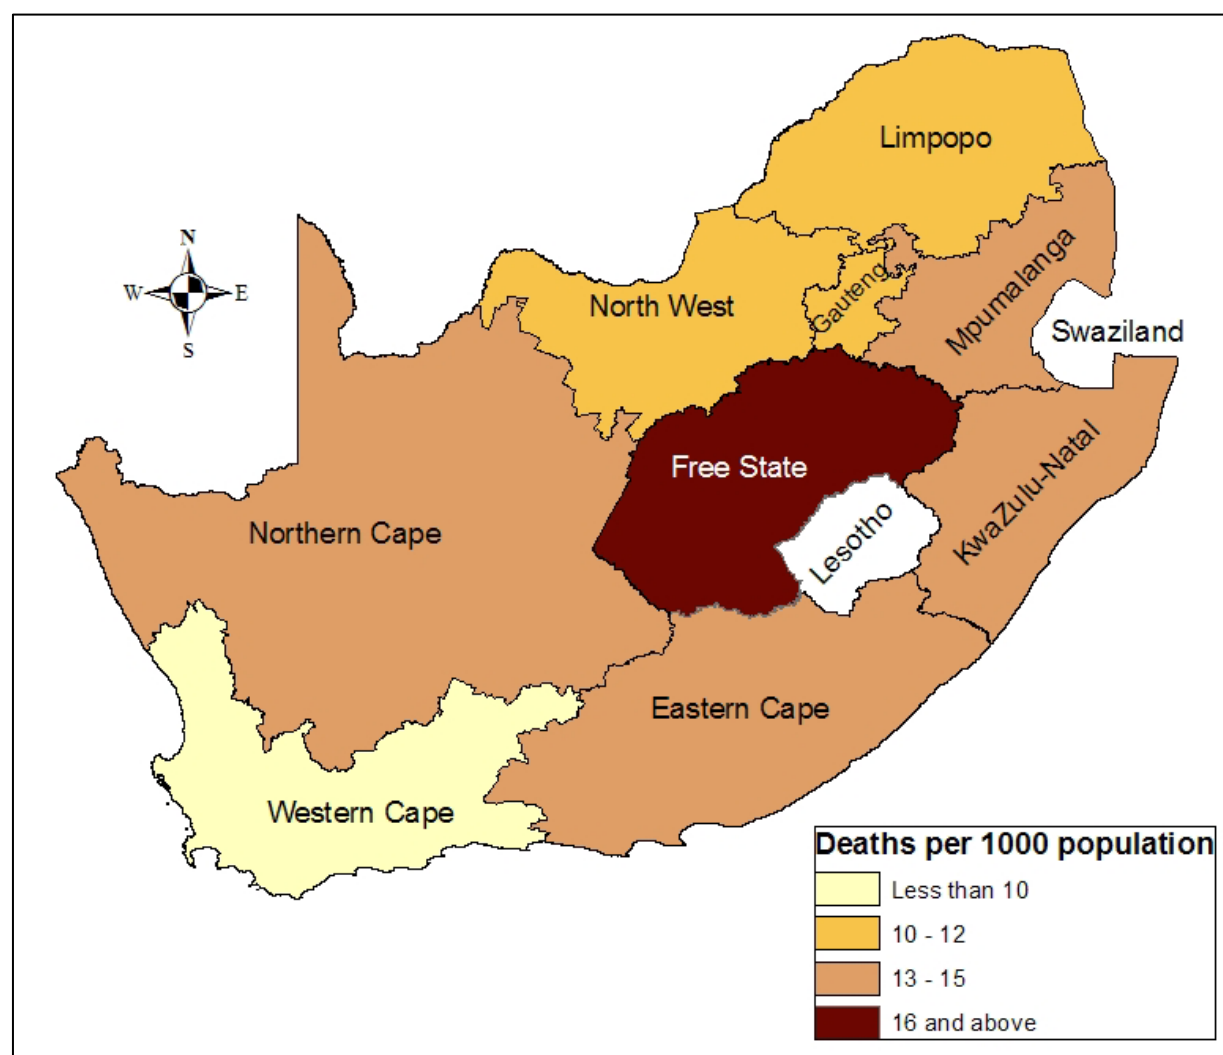 Limpopo
N
W
E
S
North West
Gauteng
Mpumalanga
Swaziland
Free State
KwaZulu-Natal
Northern Cape
Lesotho
Eastern Cape
Western Cape
Deaths per 1000 population
Less than 10
10 - 12
13 - 15
16 and above